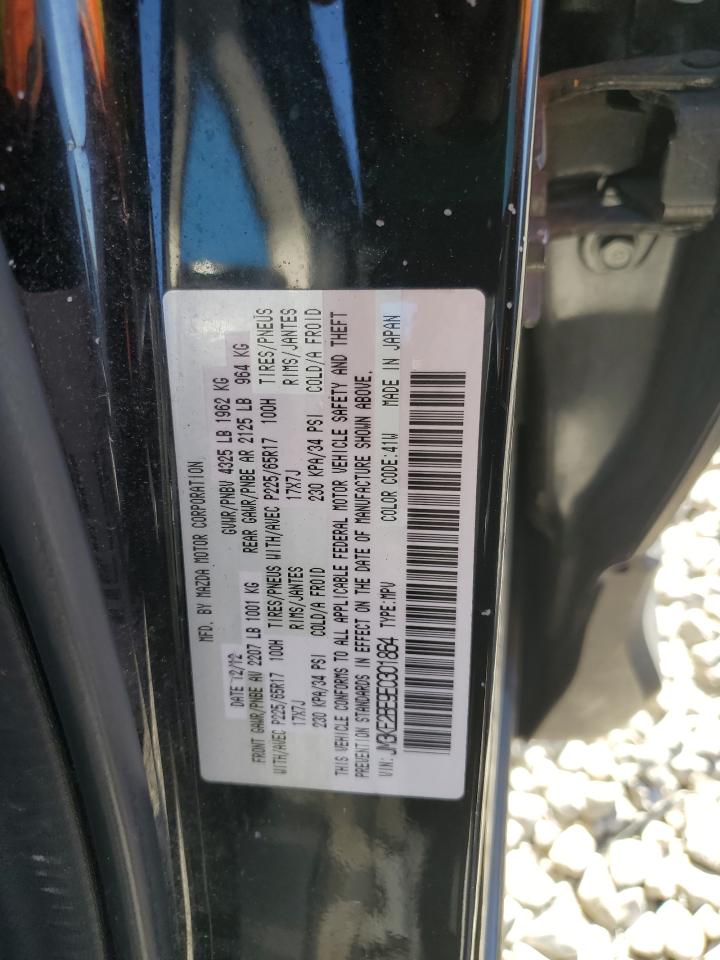 MFD. BY MAZDA MOTOR CORPORATION
DATE 12/12 GVWR/PNBV 4325 LB 1962 KG
FRONT GAWR/PNBE AV 2207 LB 1001 KG REAR GAWR/PNBE AR 2125 LB 964 KG
WITH/AVEC P225/65R17 100H TIRES/PNEUS WITH/AVEC P225/65R17 100H TIRES/PNEUS
17X7J RIMS/JANTES 17X7J RIMS/JANTES
230 KPA/34 PSI COLD/A FROID 230 KPA/34 PSI COLD/A FROID
THIS VEHICLE CONFORMS TO ALL APPLICABLE FEDERAL MOTOR VEHICLE SAFETY AND THEFT
PREVENTION STANDARDS IN EFFECT ON THE DATE OF MANUFACTURE SHOWN ABOVE.
VIN: TYPE:MPV COLOR CODE:41W MADE IN JAPAN